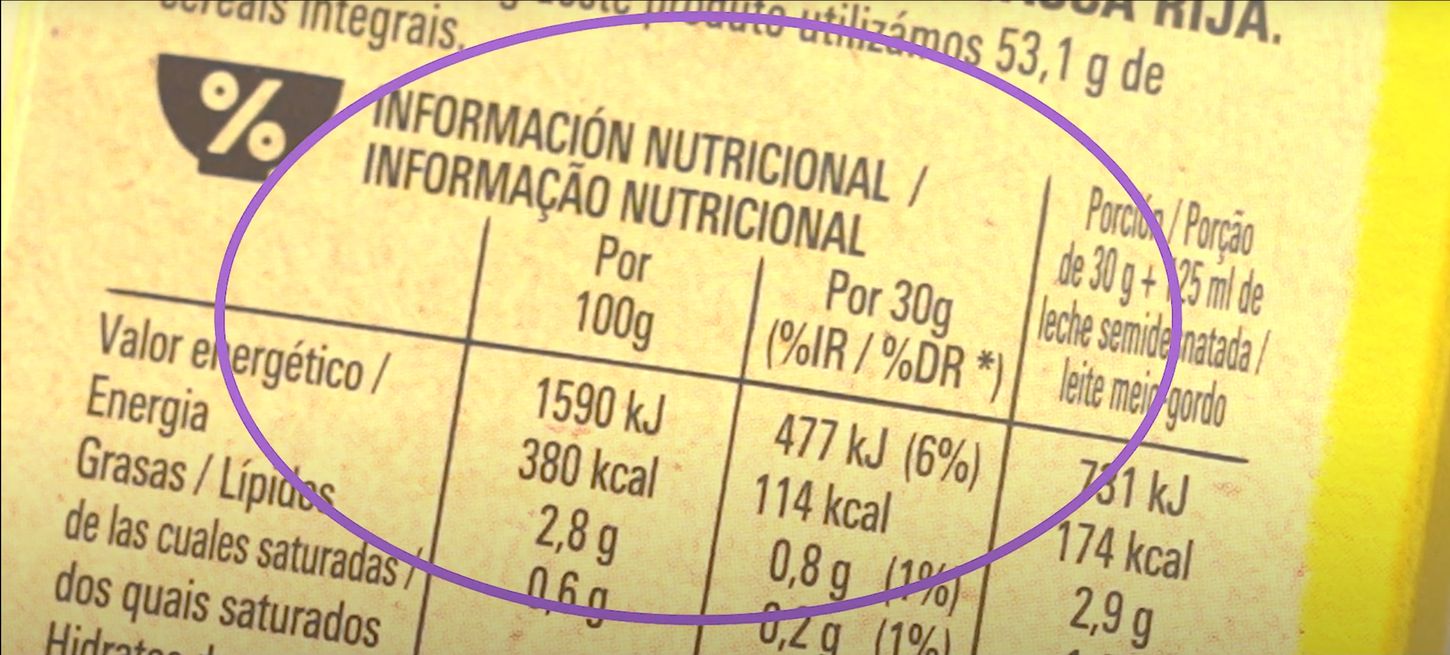 cereais integrais.
produto utilizámos 53,1 g de
RIJA.
%
INFORMACIÓN NUTRICIONAL /
INFORMAÇÃO NUTRICIONAL
Por
100g
Por 30g
(%IR / %DR *)
Porción / Porção
de 30 g + 125 ml de
leche semidesnatada /
leite meio-gordo
Valor energético /
Energia
1590 kJ
380 kcal
477 kJ (6%)
114 kcal
731 kJ
174 kcal
Grasas / Lípidos
2,8 g
0,8 g (1%)
2,9 g
de las cuales saturadas /
dos quais saturados
0,6 g
0,2 g (1%)